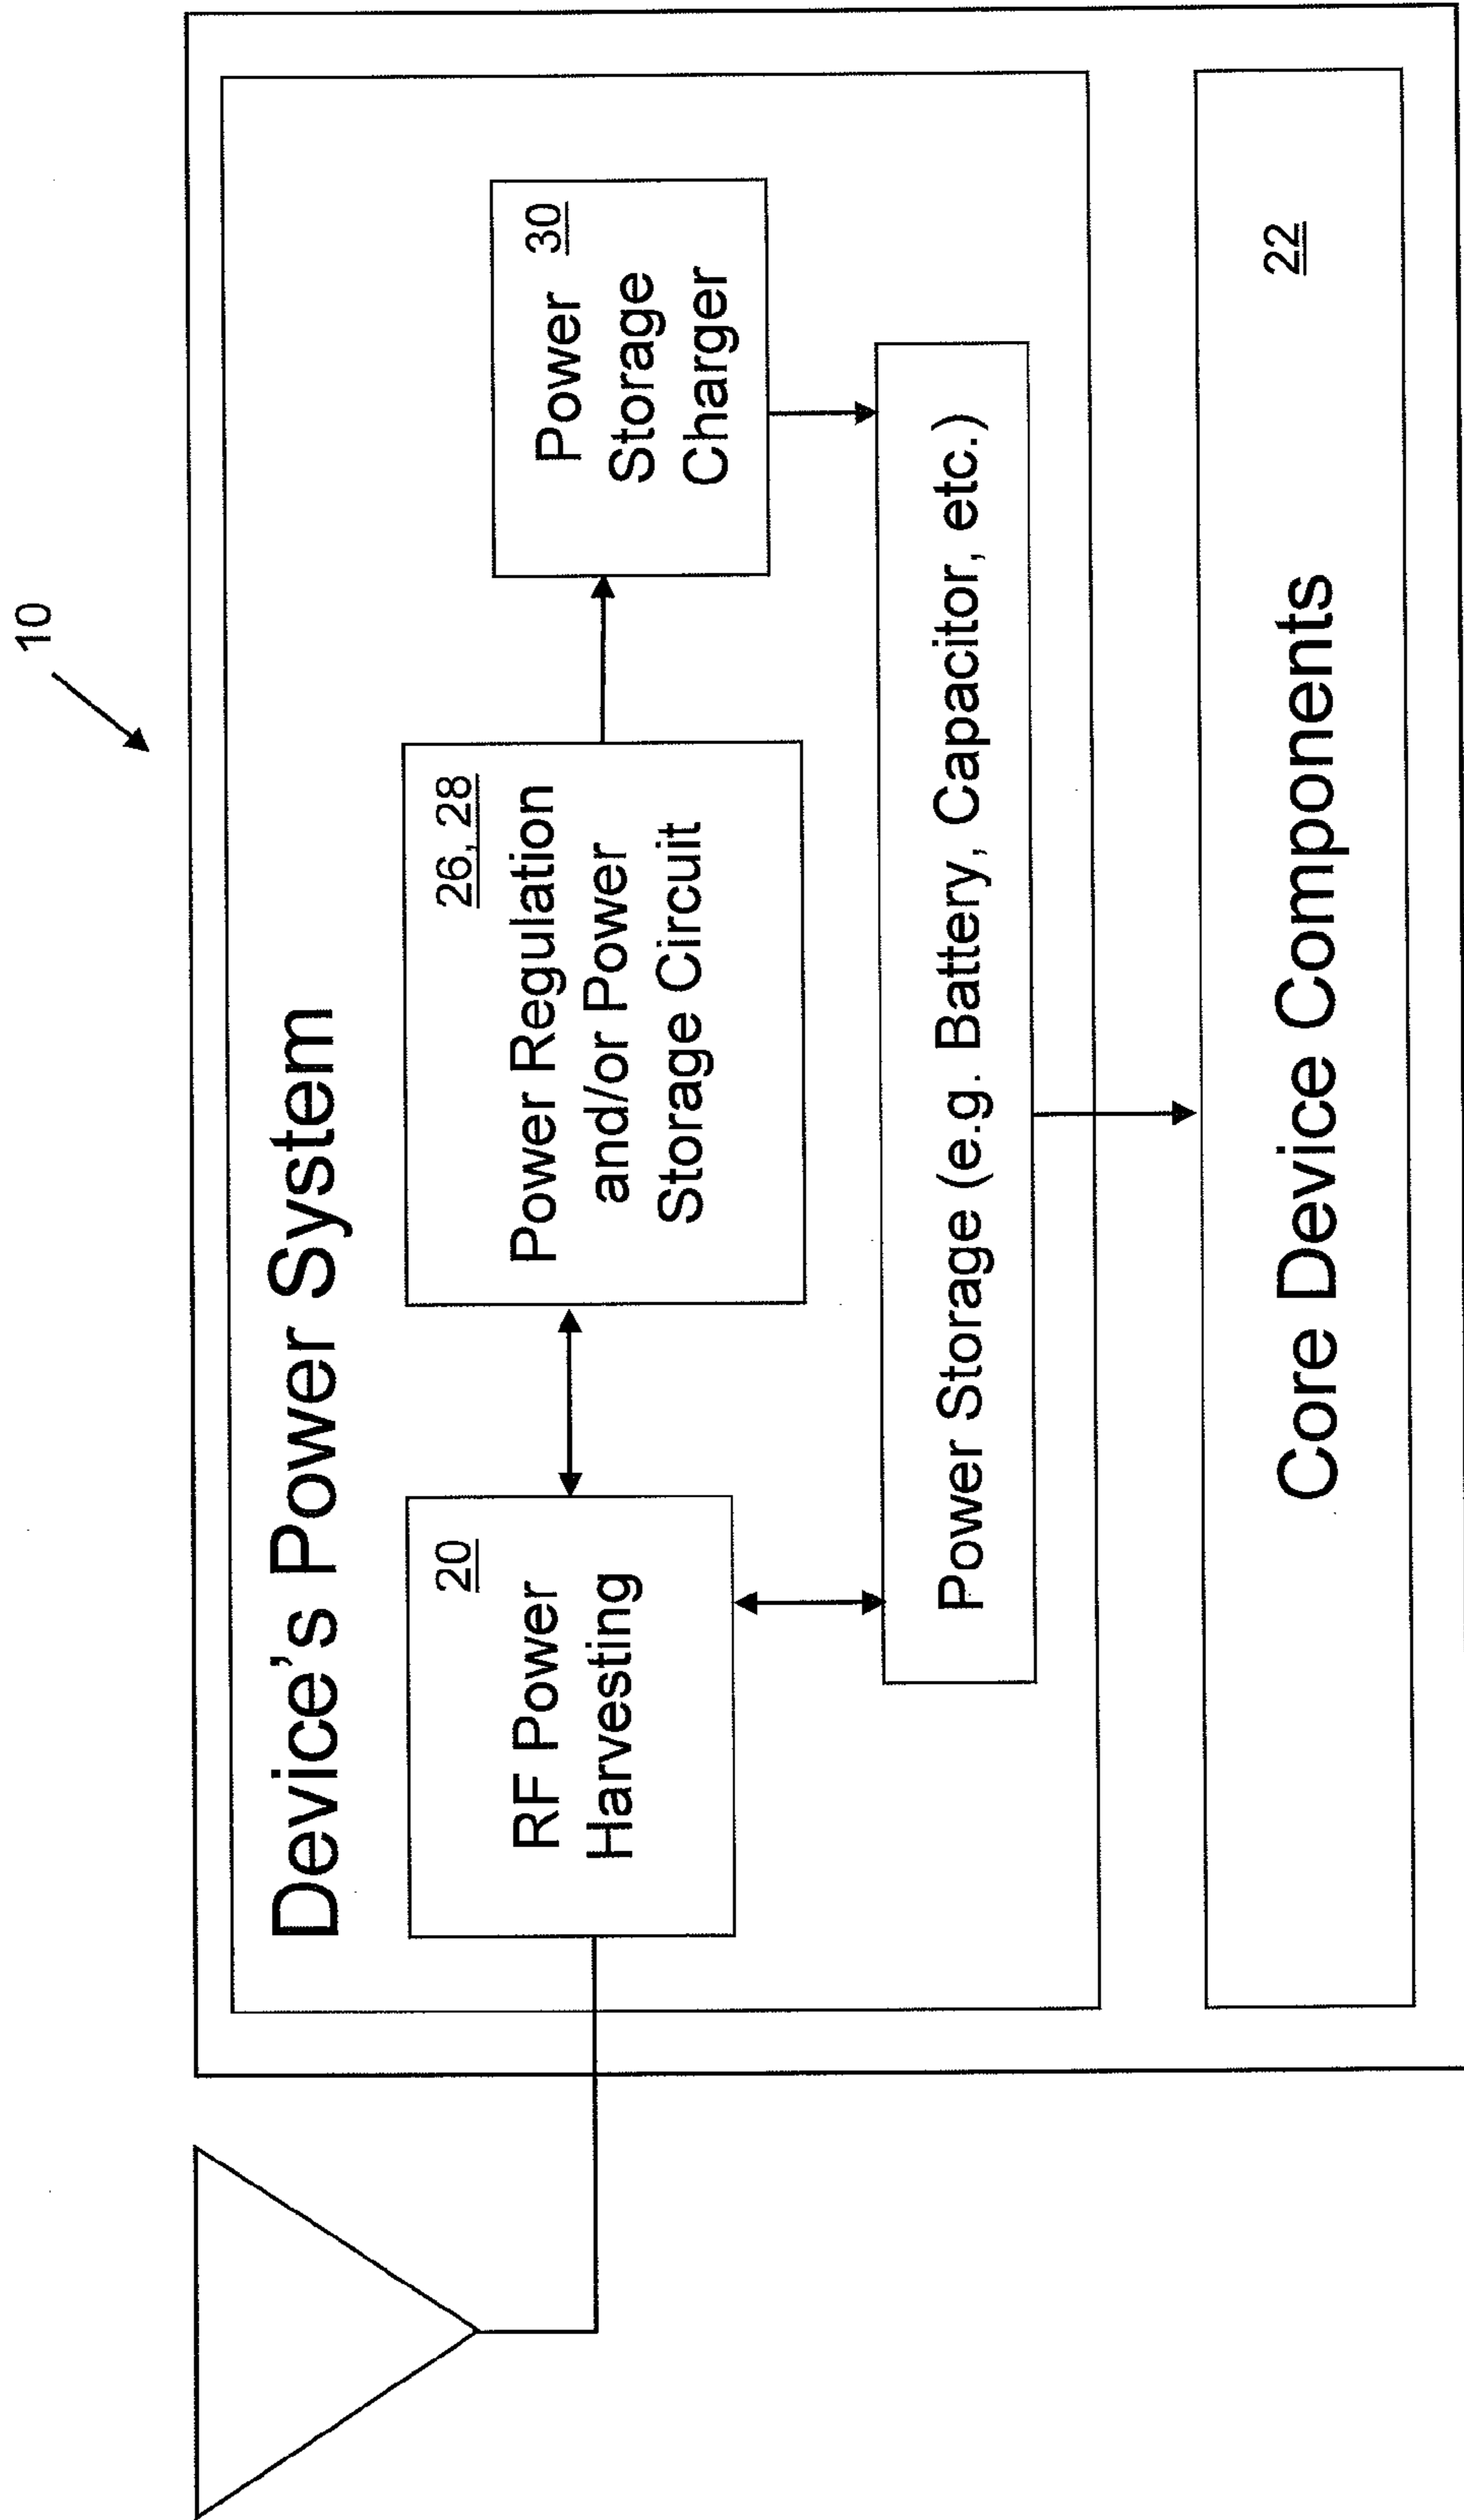 10
Device's Power System
20
RF Power
Harvesting
26, 28
Power Regulation
and/or Power
Storage Circuit
30
Power
Storage
Charger
Power Storage (e.g. Battery, Capacitor, etc.)
22
Core Device Components